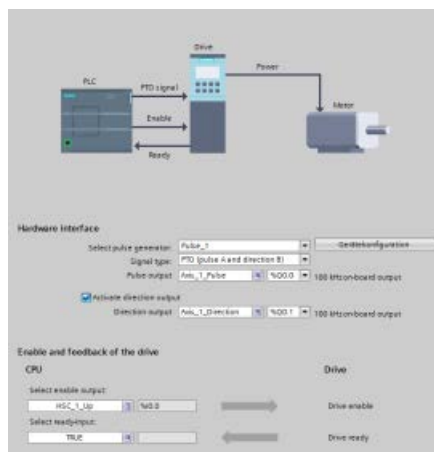 Drive
PLC
Power
PTO signal
Motor
Enable
Ready
Hardware interface
Select pulse generator: Pulse_1 Gerätekonfiguration
Signal type: PTO (pulse A and direction B)
Pulse output Axis_1_Pulse %Q0.0 100 kHz on-board output
Activate direction output
Direction output Axis_1_Direction %Q0.1 100 kHz on-board output
Enable and feedback of the drive
CPU Drive
Select enable output:
HSC_1_Up Drive enable
Select ready-input:
TRUE Drive ready